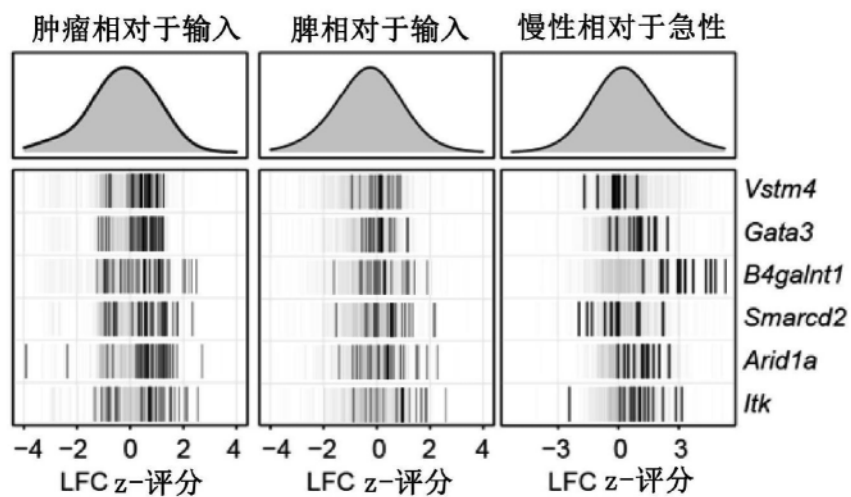 肿瘤相对于输入
脾相对于输入
慢性相对于急性
Vstm4
Gata3
B4galnt1
Smarcd2
Arid1a
Itk
−4 −2 0 2 4
−4 −2 0 2 4
−3 0 3
LFC z-评分
LFC z-评分
LFC z-评分